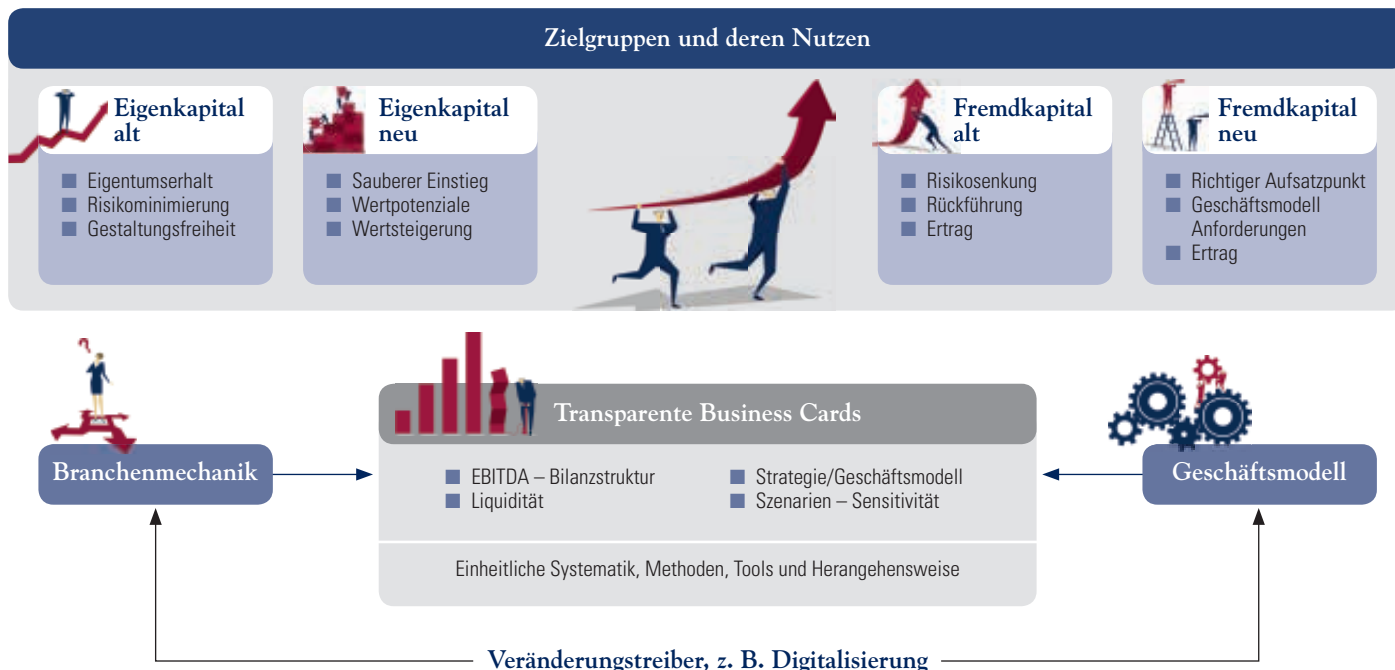 Zielgruppen und deren Nutzen
Eigenkapital
alt
Eigentumserhalt
Risikominimierung
Gestaltungsfreiheit
Eigenkapital
neu
Sauberer Einstieg
Wertpotenziale
Wertsteigerung
Fremdkapital
alt
Risikosenkung
Rückführung
Ertrag
Fremdkapital
neu
Richtiger Aufsatzpunkt
Geschäftsmodell
Anforderungen
Ertrag
?
Branchenmechanik
Transparente Business Cards
EBITDA – Bilanzstruktur
Liquidität
Strategie/Geschäftsmodell
Szenarien – Sensitivität
Einheitliche Systematik, Methoden, Tools und Herangehensweise
Geschäftsmodell
Veränderungstreiber, z. B. Digitalisierung